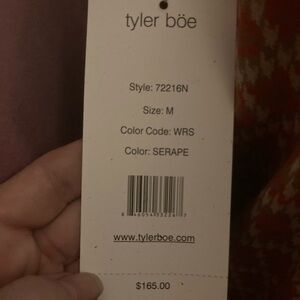 tyler böe
Style: 72216N
Size: M
Color Code: WRS
Color: SERAPE
www.tylerboe.com
$165.00